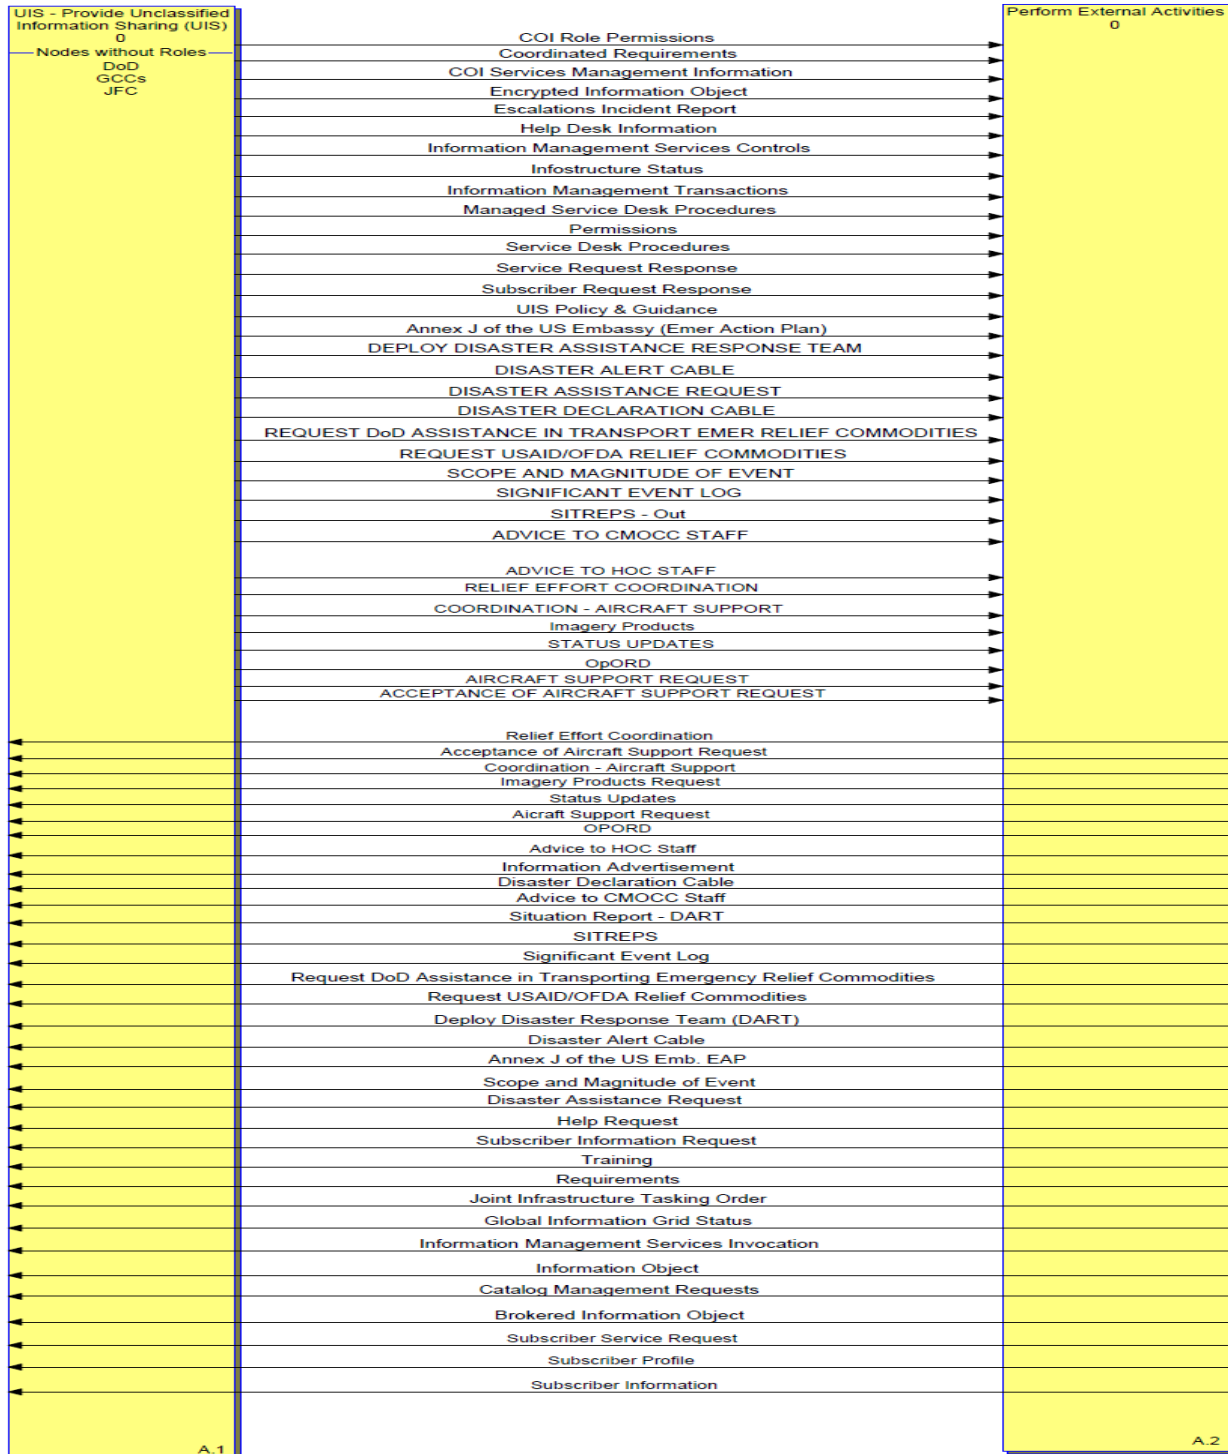 UIS - Provide Unclassified
Information Sharing (UIS)
0
Nodes without Roles
DoD
GCCs
JFC
Perform External Activities
0
COI Role Permissions
Coordinated Requirements
COI Services Management Information
Encrypted Information Object
Escalations Incident Report
Help Desk Information
Information Management Services Controls
Infostructure Status
Information Management Transactions
Managed Service Desk Procedures
Permissions
Service Desk Procedures
Service Request Response
Subscriber Request Response
UIS Policy & Guidance
Annex J of the US Embassy (Emer Action Plan)
DEPLOY DISASTER ASSISTANCE RESPONSE TEAM
DISASTER ALERT CABLE
DISASTER ASSISTANCE REQUEST
DISASTER DECLARATION CABLE
REQUEST DoD ASSISTANCE IN TRANSPORT EMER RELIEF COMMODITIES
REQUEST USAID/OFDA RELIEF COMMODITIES
SCOPE AND MAGNITUDE OF EVENT
SIGNIFICANT EVENT LOG
SITREPS - Out
ADVICE TO CMOCC STAFF
ADVICE TO HOC STAFF
RELIEF EFFORT COORDINATION
COORDINATION - AIRCRAFT SUPPORT
Imagery Products
STATUS UPDATES
OpORD
AIRCRAFT SUPPORT REQUEST
ACCEPTANCE OF AIRCRAFT SUPPORT REQUEST
Relief Effort Coordination
Acceptance of Aircraft Support Request
Coordination - Aircraft Support
Imagery Products Request
Status Updates
Aicraft Support Request
OPORD
Advice to HOC Staff
Information Advertisement
Disaster Declaration Cable
Advice to CMOCC Staff
Situation Report - DART
SITREPS
Significant Event Log
Request DoD Assistance in Transporting Emergency Relief Commodities
Request USAID/OFDA Relief Commodities
Deploy Disaster Response Team (DART)
Disaster Alert Cable
Annex J of the US Emb. EAP
Scope and Magnitude of Event
Disaster Assistance Request
Help Request
Subscriber Information Request
Training
Requirements
Joint Infrastructure Tasking Order
Global Information Grid Status
Information Management Services Invocation
Information Object
Catalog Management Requests
Brokered Information Object
Subscriber Service Request
Subscriber Profile
Subscriber Information
A.1
A.2